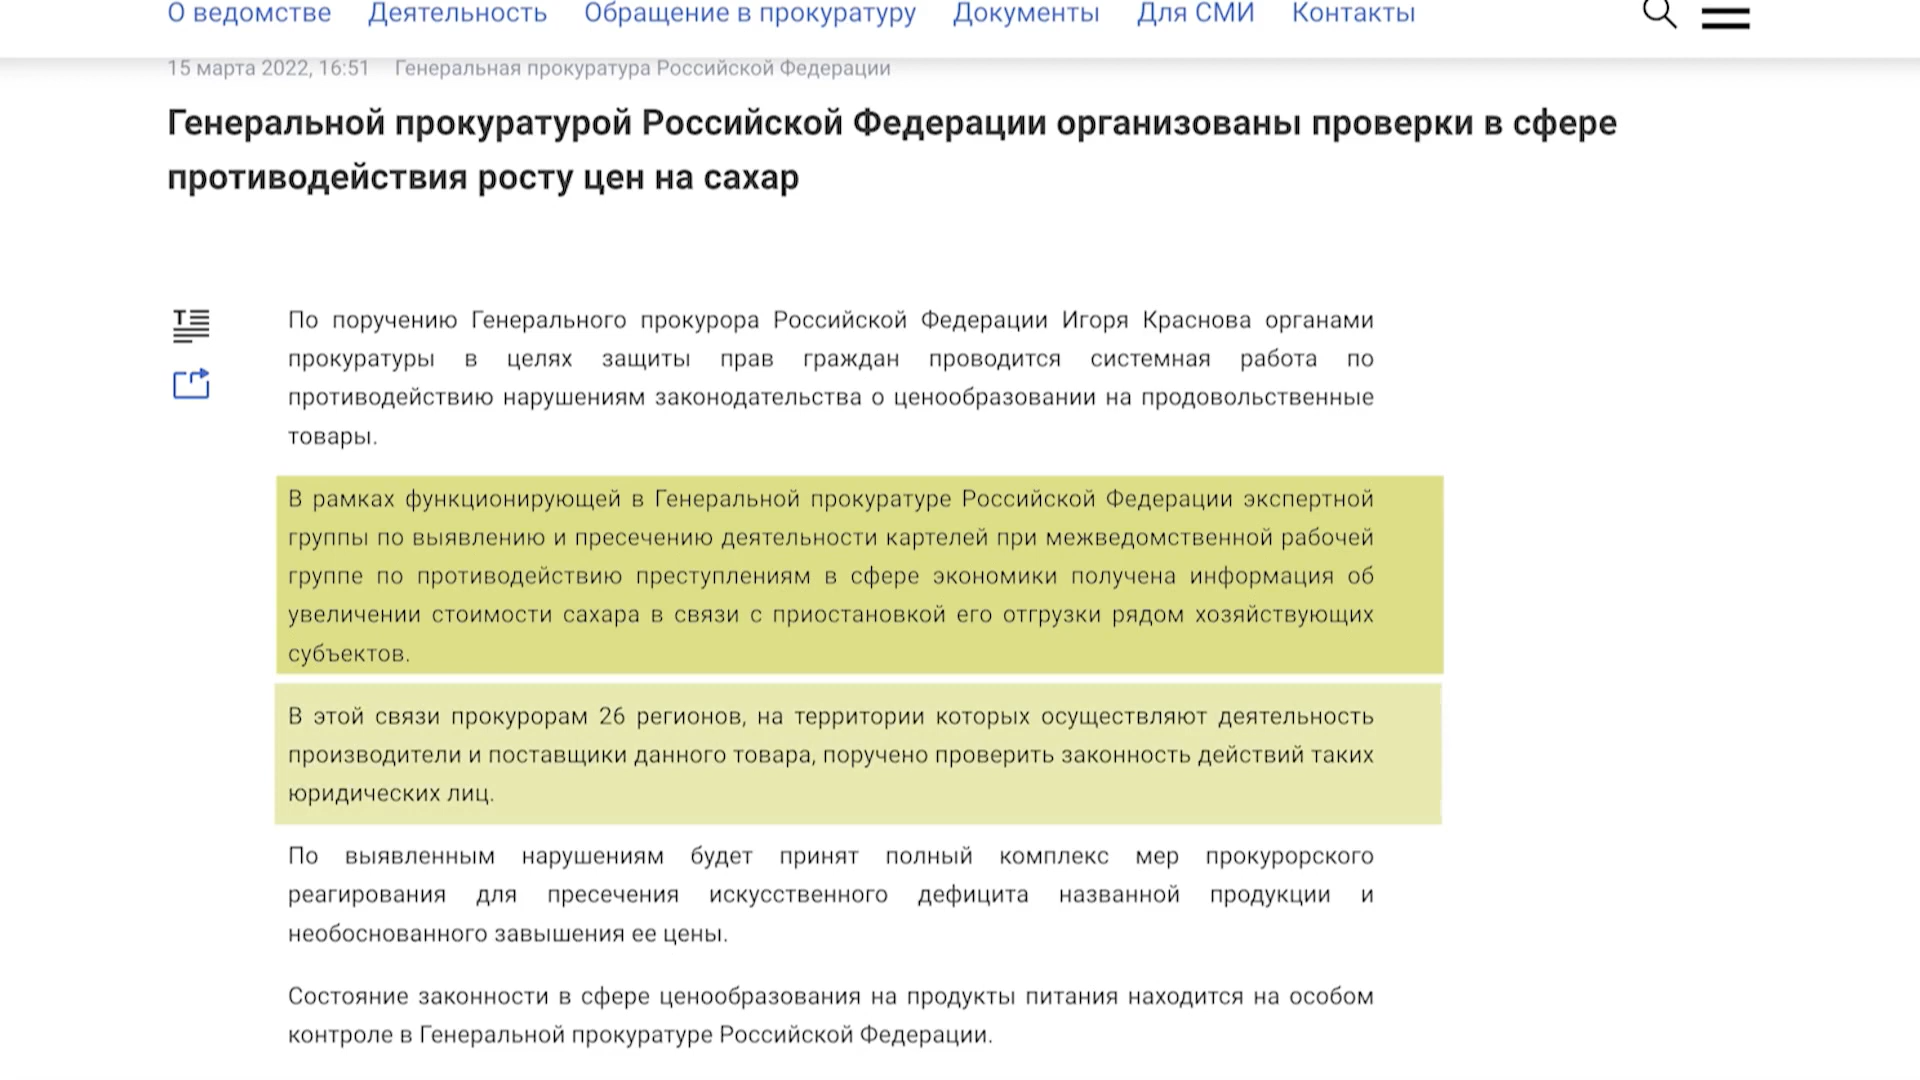 О ведомстве Деятельность Обращение в прокуратуру Документы Для СМИ Контакты
15 марта 2022, 16:51 Генеральная прокуратура Российской Федерации
Генеральной прокуратурой Российской Федерации организованы проверки в сфере
противодействия росту цен на сахар
По поручению Генерального прокурора Российской Федерации Игоря Краснова органами
прокуратуры в целях защиты прав граждан проводится системная работа по
противодействию нарушениям законодательства о ценообразовании на продовольственные
товары.
В рамках функционирующей в Генеральной прокуратуре Российской Федерации экспертной
группы по выявлению и пресечению деятельности картелей при межведомственной рабочей
группе по противодействию преступлениям в сфере экономики получена информация об
увеличении стоимости сахара в связи с приостановкой его отгрузки рядом хозяйствующих
субъектов.
В этой связи прокурорам 26 регионов, на территории которых осуществляют деятельность
производители и поставщики данного товара, поручено проверить законность действий таких
юридических лиц.
По выявленным нарушениям будет принят полный комплекс мер прокурорского
реагирования для пресечения искусственного дефицита названной продукции и
необоснованного завышения ее цены.
Состояние законности в сфере ценообразования на продукты питания находится на особом
контроле в Генеральной прокуратуре Российской Федерации.